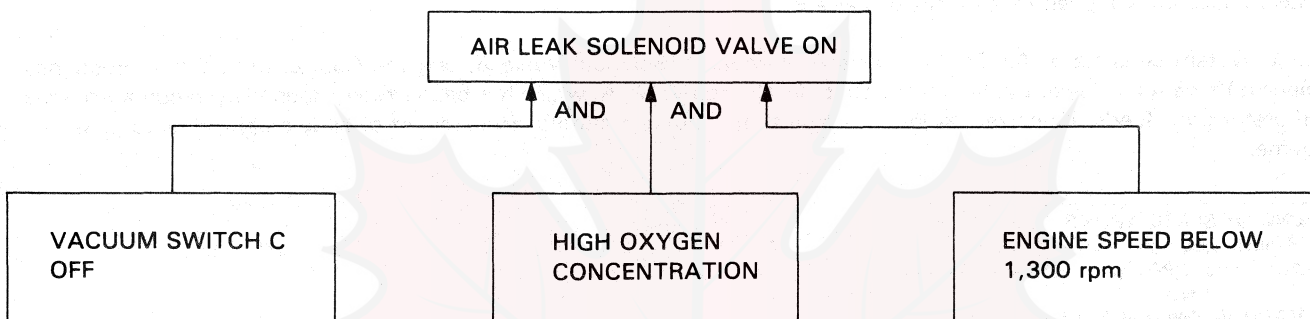 AIR LEAK SOLENOID VALVE ON
AND AND
VACUUM SWITCH C
OFF
HIGH OXYGEN
CONCENTRATION
ENGINE SPEED BELOW
1,300 rpm